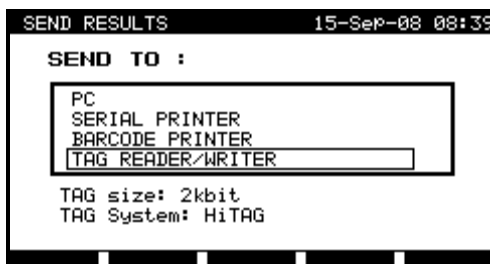 SEND RESULTS 15-Sep-08 08:39
SEND TO :
PC
SERIAL PRINTER
BARCODE PRINTER
TAG READER/WRITER
TAG size: 2kbit
TAG System: HiTAG